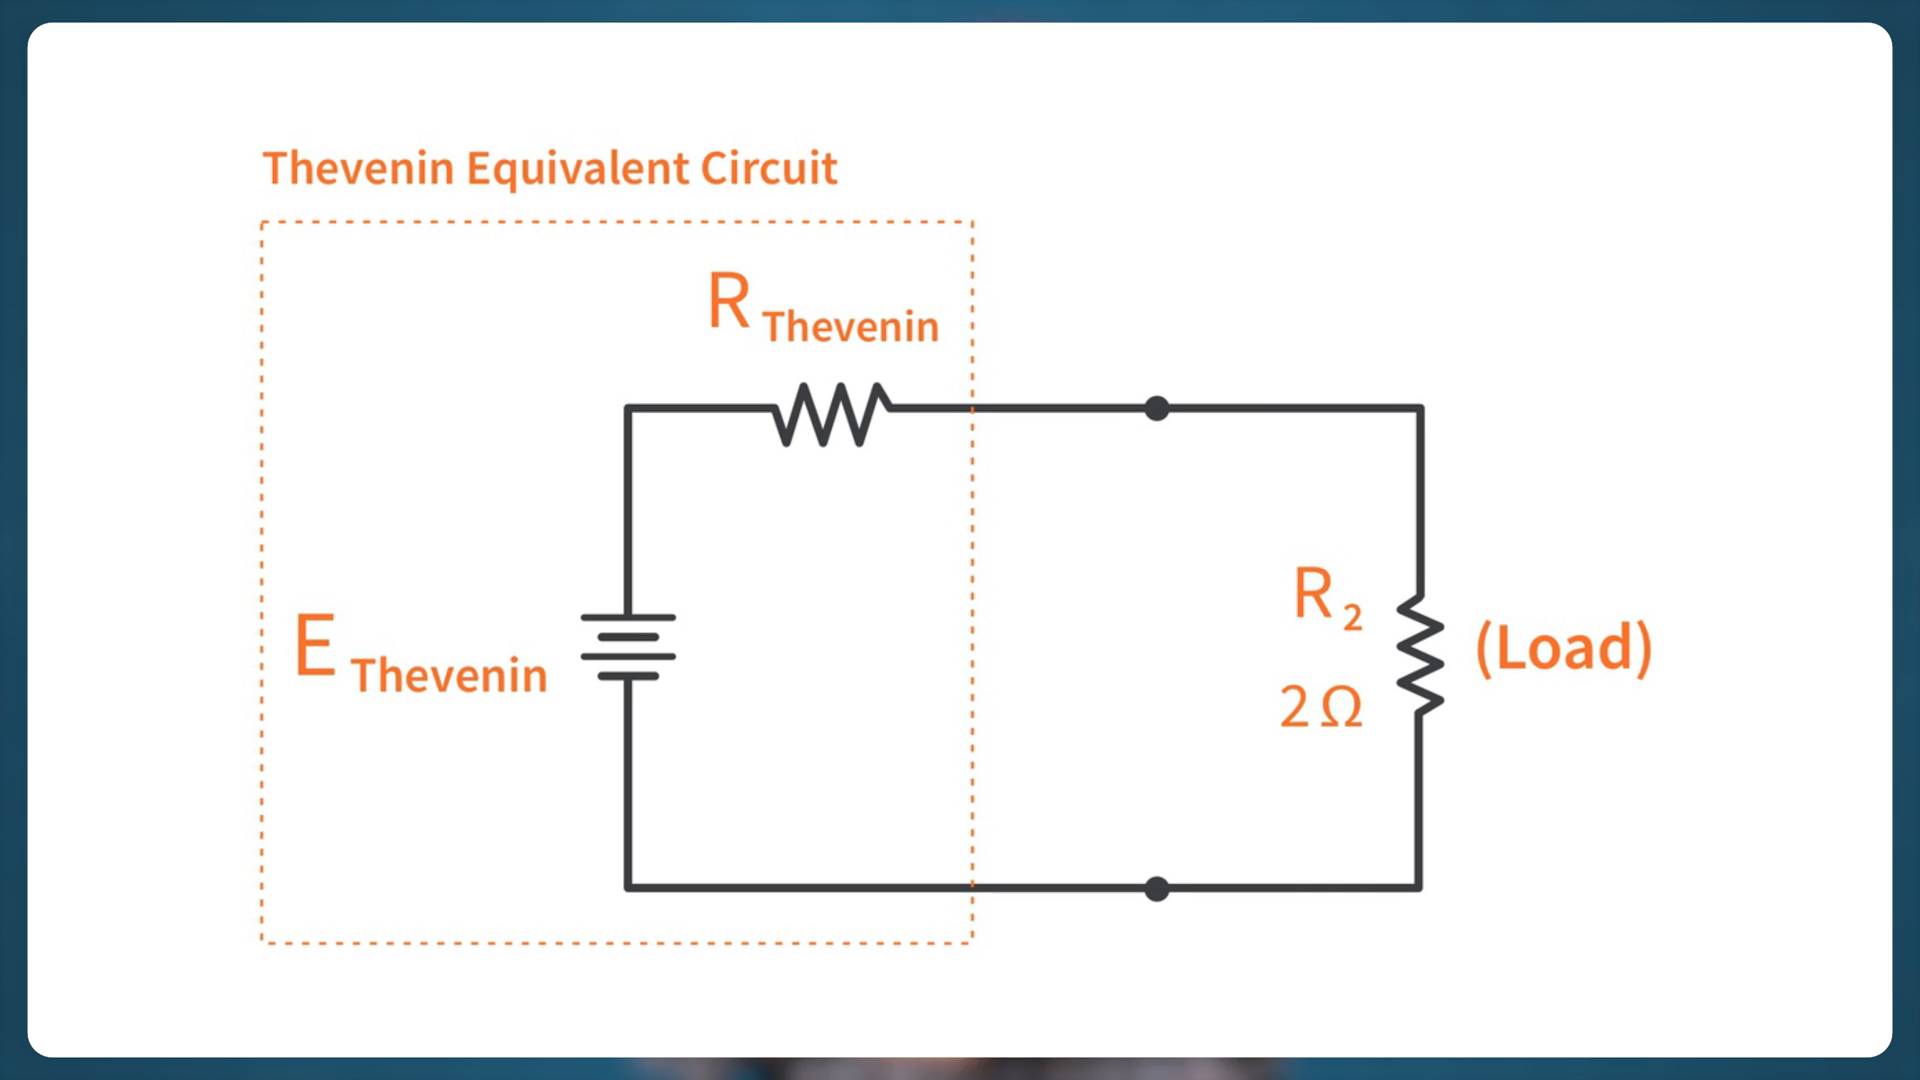 Thevenin Equivalent Circuit
R Thevenin
E Thevenin
R 2
2 Ω
(Load)